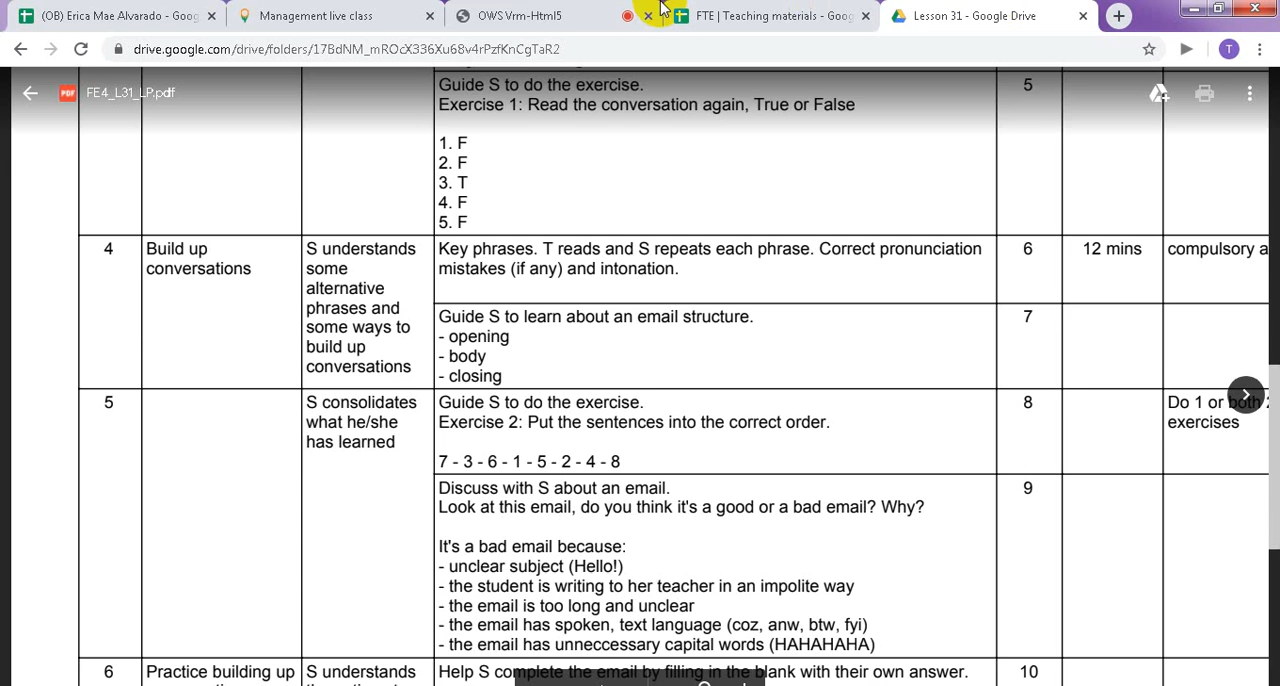 (OB) Erica Mae Alvarado - Goog
Management live class
OWS Vrm-Html5
FTE | Teaching materials - Goog
Lesson 31 - Google Drive
drive.google.com/drive/folders/17BdNM_mROcX336Xu68v4rPzfKnCgTaR2
T
PDF
FE4_L31_LP.pdf
Guide S to do the exercise.
Exercise 1: Read the conversation again, True or False
1. F
2. F
3. T
4. F
5. F
5
4
Build up
conversations
S understands
some
alternative
phrases and
some ways to
build up
conversations
Key phrases. T reads and S repeats each phrase. Correct pronunciation
mistakes (if any) and intonation.
6
12 mins
compulsory a
Guide S to learn about an email structure.
- opening
- body
- closing
7
5
S consolidates
what he/she
has learned
Guide S to do the exercise.
Exercise 2: Put the sentences into the correct order.
7 - 3 - 6 - 1 - 5 - 2 - 4 - 8
8
Do 1 or both 2
exercises
Discuss with S about an email.
Look at this email, do you think it's a good or a bad email? Why?
It's a bad email because:
- unclear subject (Hello!)
- the student is writing to her teacher in an impolite way
- the email is too long and unclear
- the email has spoken, text language (coz, anw, btw, fyi)
- the email has unneccessary capital words (HAHAHAHA)
9
6
Practice building up
S understands
Help S complete the email by filling in the blank with their own answer.
10